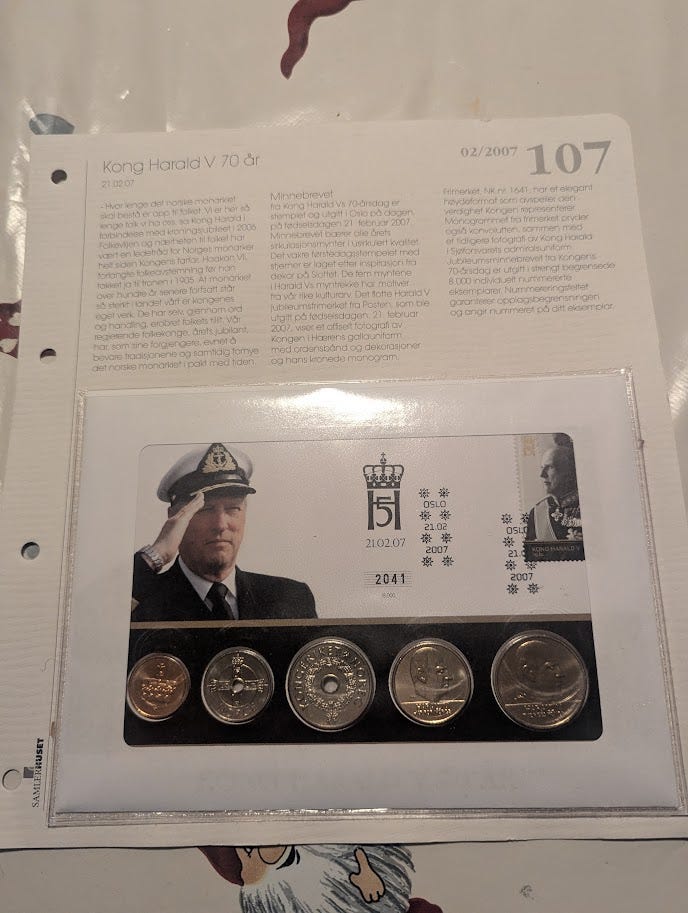 02/2007 107
Kong Harald V 70 år
21.02.07
- Hvor lenge det norske monarkiet
skal bestå er opp til folket. Vi er her så
lenge folk vil ha oss, sa Kong Harald i
forbindelse med kroningsjubileet i 2006.
Folkeviljen og nærheten til folket har
vært en ledetråd for Norges monarker
helt siden Kongens farfar, Haakon VII,
forlangte folkeavstemning før han
takket ja til tronen i 1905. At monarkiet
over hundre år senere fortsatt står
så sterkt i landet vårt er kongenes
eget verk. De har selv, gjennom ord
og handling, erobret folkets tillit. Vår
regjerende folkekonge, årets jubilant,
har, som sine forgjengere, evnet å
bevare tradisjonene og samtidig fornye
det norske monarkiet i pakt med tiden.
Minnebrevet
fra Kong Harald Vs 70-årsdag er
stemplet og utgitt i Oslo på dagen,
på fødselsdagen 21. februar 2007.
Minnebrevet bærer alle årets
sirkulasjonsmynter i usirkulert kvalitet.
Det vakre førstedagsstempelet med
stjerner er laget etter inspirasjon fra
dekor på Slottet. De fem myntene
i Harald Vs myntrekke har motiver
fra vår rike kulturarv. Det flotte Harald V
jubileumsfrimerket fra Posten, som ble
utgitt på fødselsdagen, 21. februar
2007, viser et offisielt fotografi av
Kongen i Hærens gallauniform
med ordensbånd og dekorasjoner
og hans kronede monogram.
Frimerket, NK nr. 1641, har et elegant
høydeformat som avspeiler den
verdighet Kongen representerer.
Monogrammet fra frimerket pryder
også konvolutten, sammen med
et tidligere fotografi av Kong Harald
i Sjøforsvarets admiralsuniform.
Jubileumsminnebrevet fra Kongens
70-årsdag er utgitt i strengt begrensede
8.000 individuelt nummererte
eksemplarer. Nummereringsfeltet
garanterer opplagsbegrensningen
og angir nummeret på ditt eksemplar.
H5
21.02.07
2041
8.000
OSLO
21.02
2007
OSLO
21.0
2007
KONG HARALD V
KONGERIKET NORGE
SAMLERHUSET